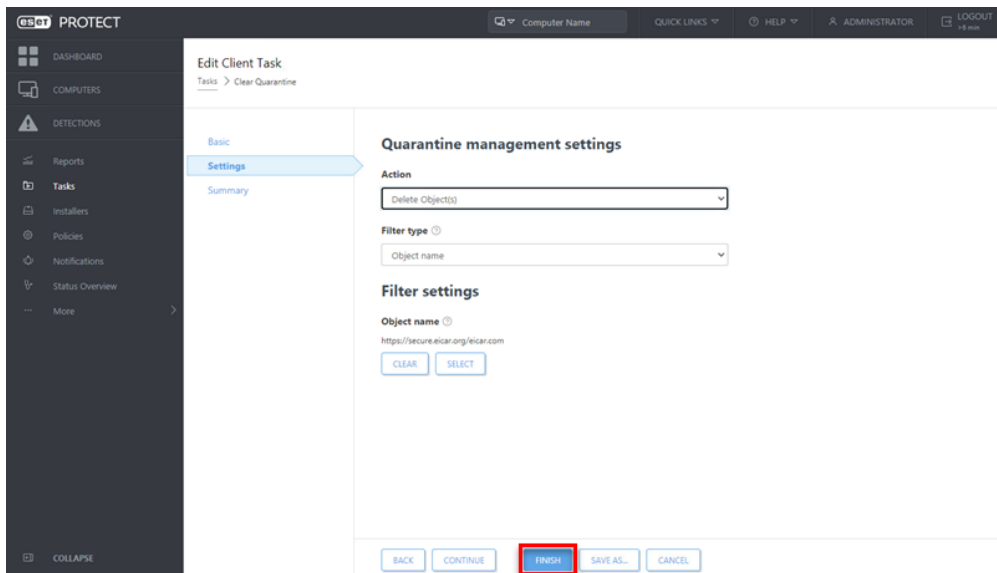 eset PROTECT
Computer Name
QUICK LINKS
HELP
ADMINISTRATOR
LOGOUT
>8 min
DASHBOARD
COMPUTERS
DETECTIONS
Reports
Tasks
Installers
Policies
Notifications
Status Overview
More
COLLAPSE
Edit Client Task
Tasks > Clear Quarantine
Basic
Settings
Summary
Quarantine management settings
Action
Delete Object(s)
Filter type
Object name
Filter settings
Object name
https://secure.eicar.org/eicar.com
CLEAR SELECT
BACK CONTINUE FINISH SAVE AS... CANCEL